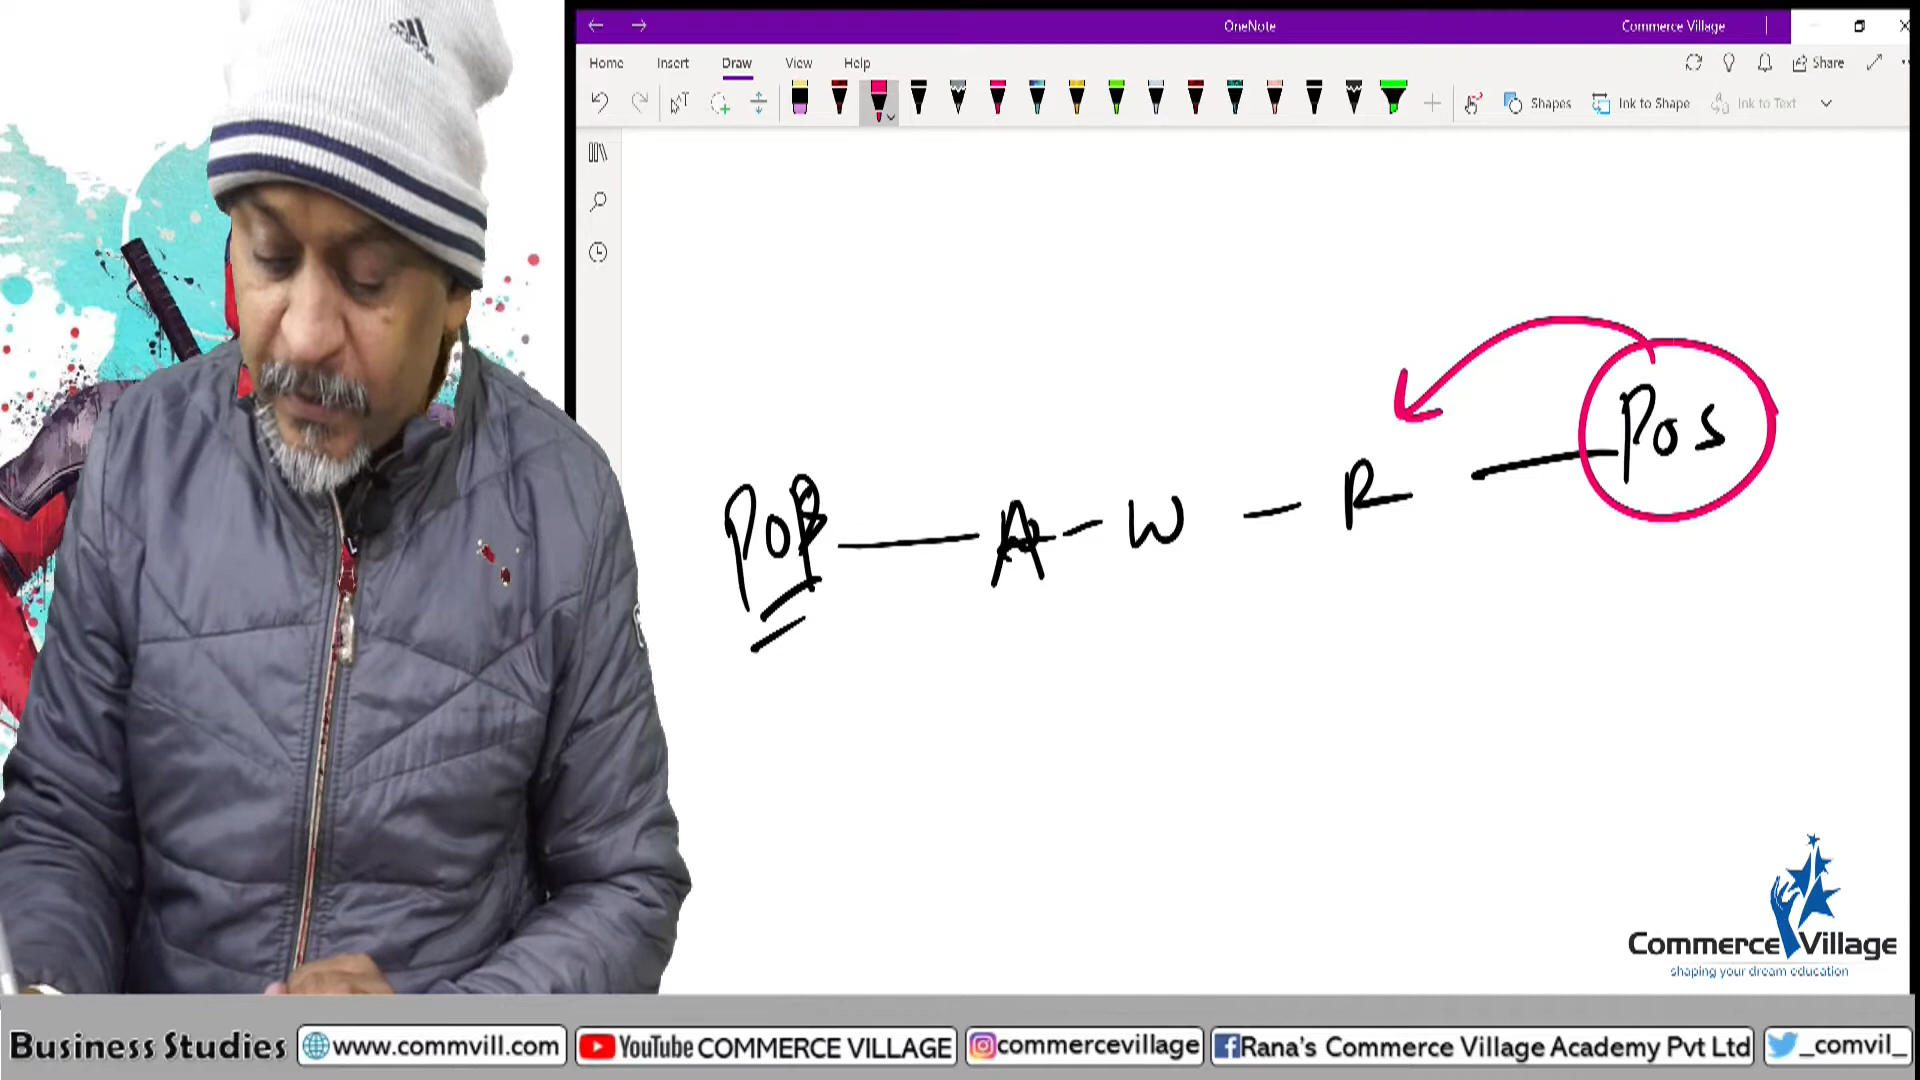 adidas
OneNote
Commerce Village
Home Insert Draw View Help
Share
Shapes Ink to Shape Ink to Text
POP — A — W — R — Pos
Commerce Village
shaping your dream education
Business Studies www.commvill.com YouTube COMMERCE VILLAGE commercevillage Rana's Commerce Village Academy Pvt Ltd _comvil_